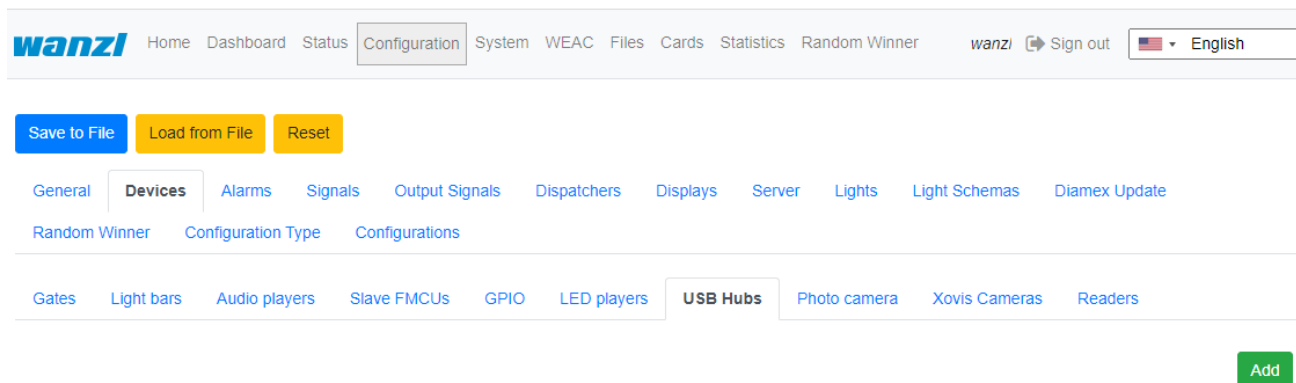 wanzl Home Dashboard Status Configuration System WEAC Files Cards Statistics Random Winner wanzl Sign out English
Save to File Load from File Reset
General Devices Alarms Signals Output Signals Dispatchers Displays Server Lights Light Schemas Diamex Update
Random Winner Configuration Type Configurations
Gates Light bars Audio players Slave FMCUs GPIO LED players USB Hubs Photo camera Xovis Cameras Readers
Add